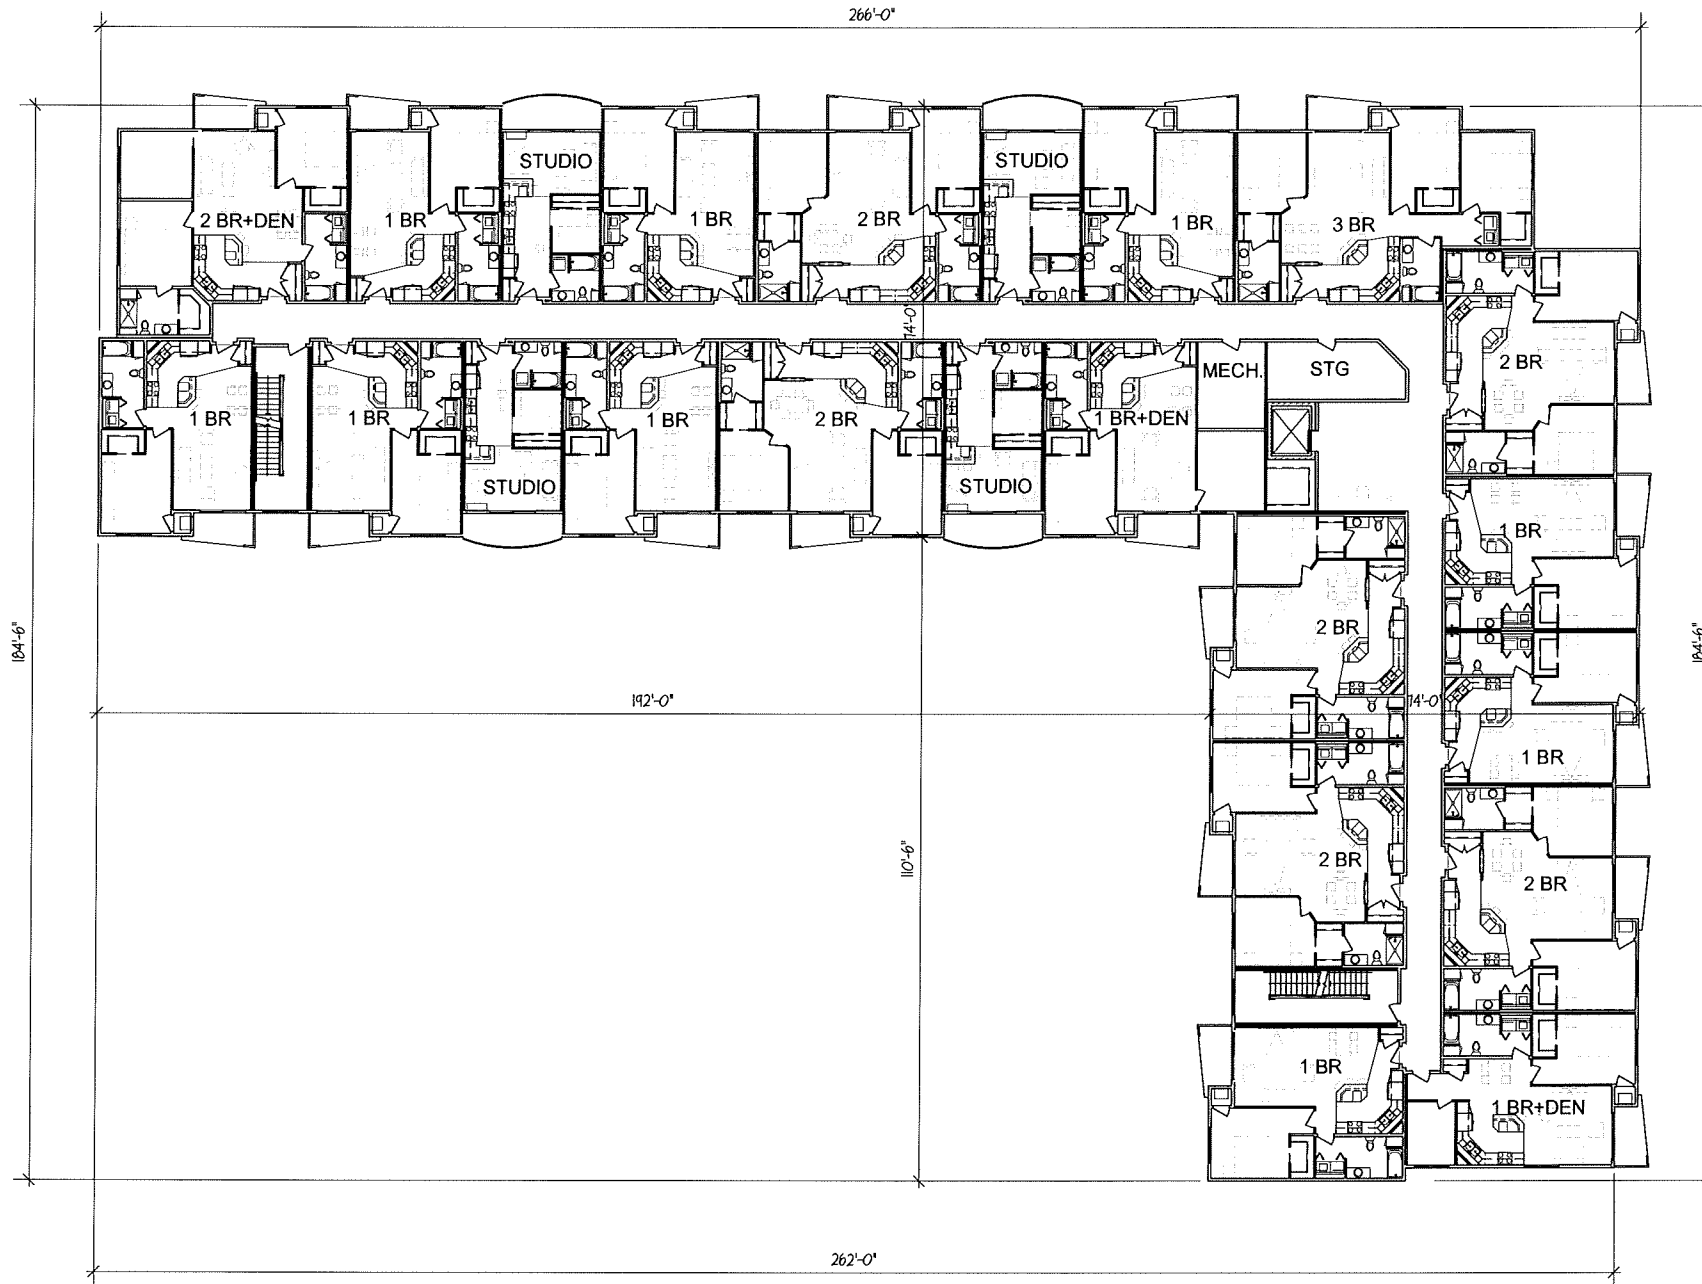 266'-0"
STUDIO
STUDIO
2 BR+DEN
1 BR
1 BR
2 BR
1 BR
3 BR
14'-0"
2 BR
MECH.
STG
1 BR
1 BR
1 BR
2 BR
1 BR+DEN
STUDIO
STUDIO
1 BR
2 BR
184'-6"
184'-6"
192'-0"
14'-0"
1 BR
110'-6"
2 BR
2 BR
1 BR
1 BR+DEN
262'-0"